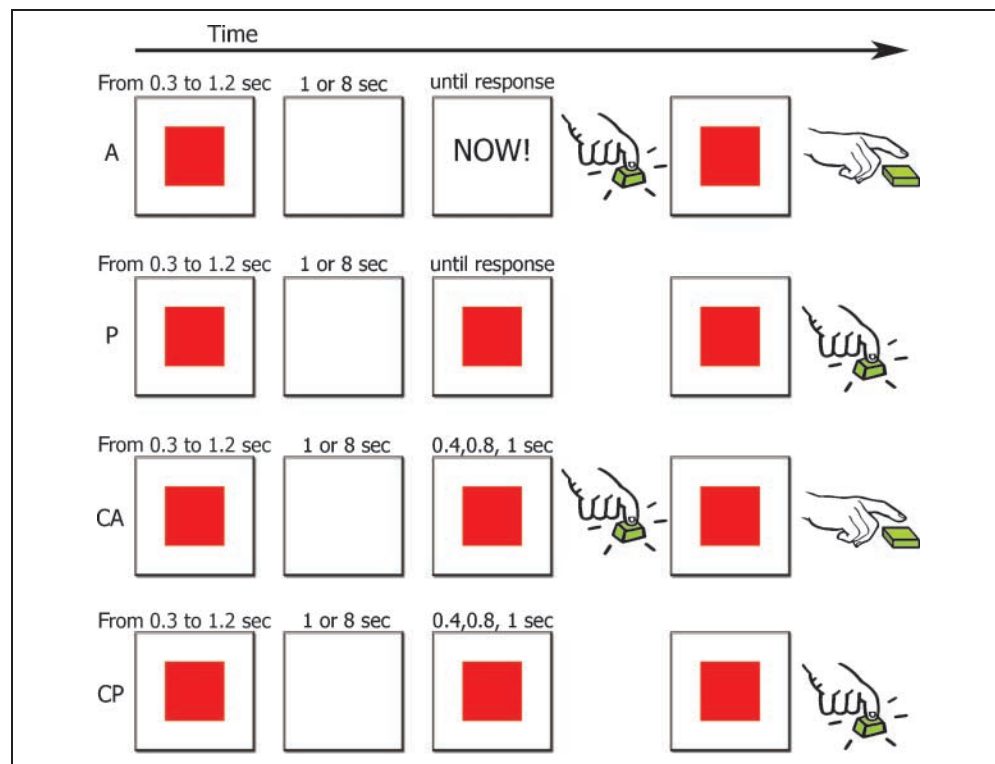 Time
From 0.3 to 1.2 sec 1 or 8 sec until response
A NOW!
From 0.3 to 1.2 sec 1 or 8 sec until response
P
From 0.3 to 1.2 sec 1 or 8 sec 0.4,0.8, 1 sec
CA
From 0.3 to 1.2 sec 1 or 8 sec 0.4,0.8, 1 sec
CP